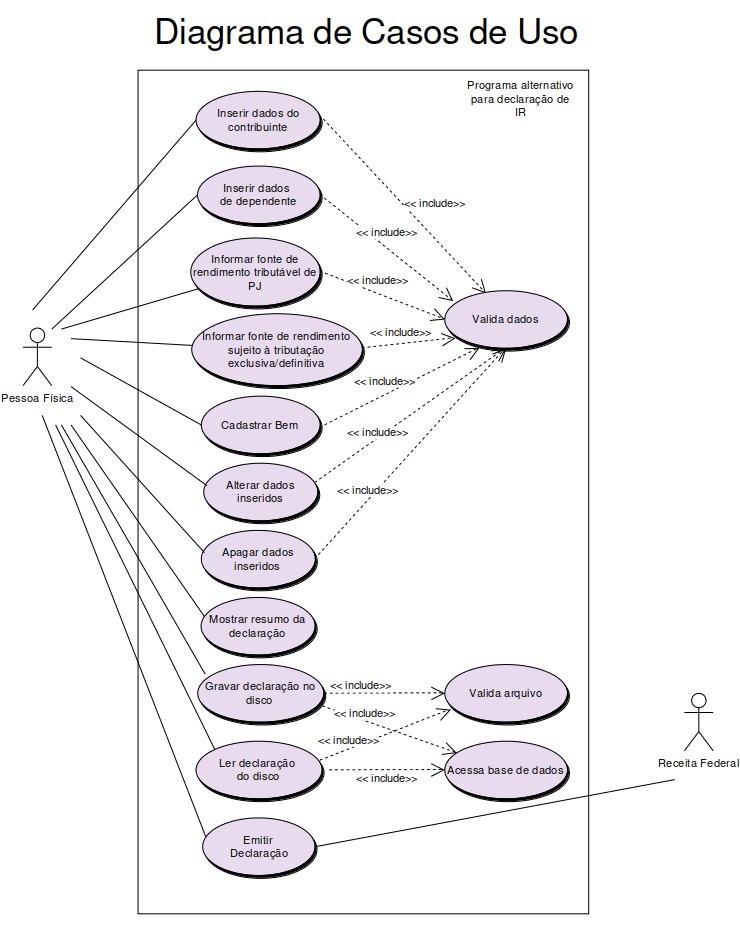 Diagrama de Casos de Uso
Programa alternativo
para declaração de
IR
Inserir dados do
contribuinte
<< include>>
Inserir dados
de dependente
<< include>>
Informar fonte de
rendimento tributável de
PJ
<< include>>
Valida dados
Informar fonte de rendimento
sujeito à tributação
exclusiva/definitiva
<< include>>
Pessoa Física
<< include>>
Cadastrar Bem
<< include>>
Alterar dados
inseridos
<< include>>
Apagar dados
inseridos
Mostrar resumo da
declaração
Gravar declaração no
disco
<< include>>
Valida arquivo
<< include>>
<< include>>
Ler declaração
do disco
<< include>>
Acessa base de dados
Receita Federal
Emitir
Declaração